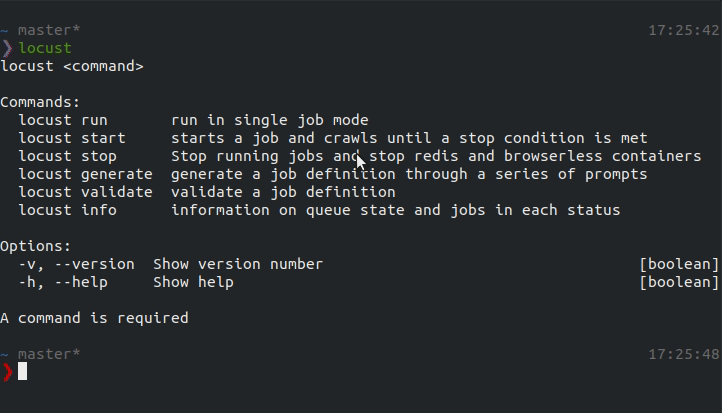 ~ master* 17:25:42
❯ locust
locust <command>
Commands:
locust run run in single job mode
locust start starts a job and crawls until a stop condition is met
locust stop Stop running jobs and stop redis and browserless containers
locust generate generate a job definition through a series of prompts
locust validate validate a job definition
locust info information on queue state and jobs in each status
Options:
-v, --version Show version number [boolean]
-h, --help Show help [boolean]
A command is required
~ master* 17:25:48
❯